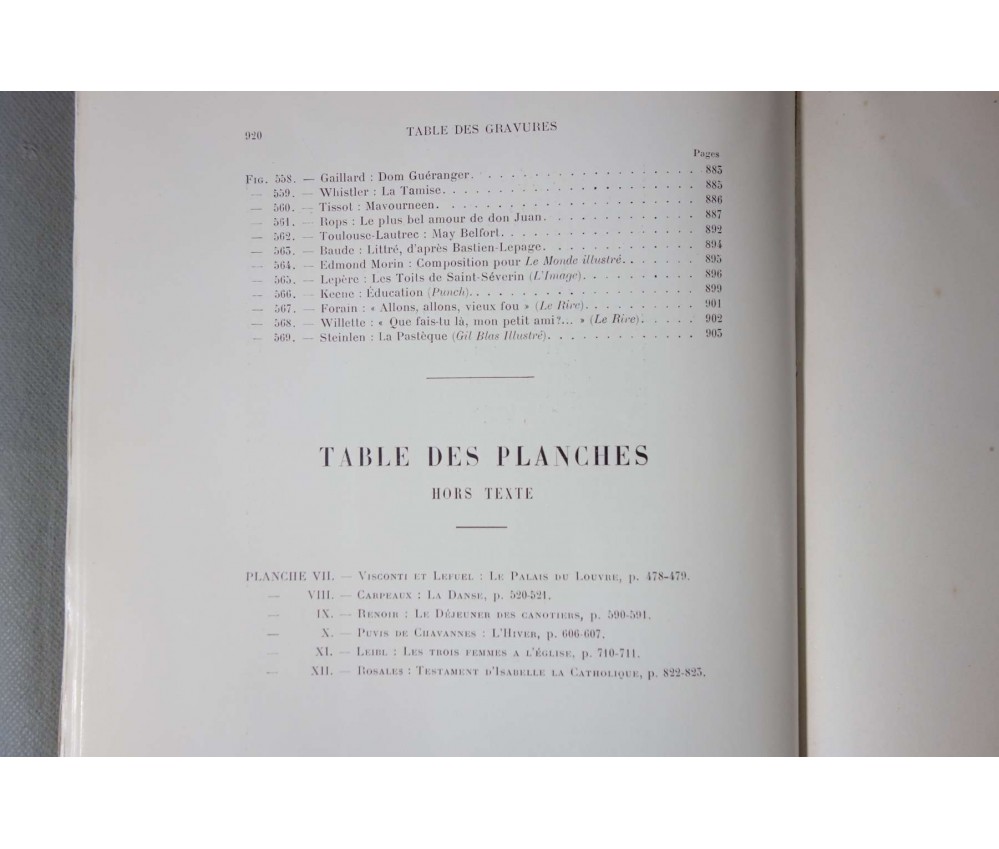 920 TABLE DES GRAVURES
Pages
FIG. 558. — Gaillard : Dom Guéranger. . . . . . . . . . . . . . . . . . . 883
— 559. — Whistler : La Tamise. . . . . . . . . . . . . . . . . . . . . 885
— 560. — Tissot : Mavourneen. . . . . . . . . . . . . . . . . . . . . 886
— 561. — Rops : Le plus bel amour de don Juan. . . . . . . . . . . . . 887
— 562. — Toulouse-Lautrec : May Belfort. . . . . . . . . . . . . . . . 892
— 563. — Baude : Littré, d'après Bastien-Lepage. . . . . . . . . . . . . 894
— 564. — Edmond Morin : Composition pour Le Monde illustré. . . . . . . 895
— 565. — Lepère : Les Toits de Saint-Séverin (L'Image). . . . . . . . . . 896
— 566. — Keene : Éducation (Punch). . . . . . . . . . . . . . . . . . . 899
— 567. — Forain : « Allons, allons, vieux fou » (Le Rire). . . . . . . . . . 901
— 568. — Willette : « Que fais-tu là, mon petit ami?... » (Le Rire). . . . . . 902
— 569. — Steinlen : La Pastèque (Gil Blas Illustré). . . . . . . . . . . . . 903
TABLE DES PLANCHES
HORS TEXTE
PLANCHE VII. — VISCONTI ET LEFUEL : LE PALAIS DU LOUVRE, p. 478-479.
— VIII. — CARPEAUX : LA DANSE, p. 520-521.
— IX. — RENOIR : LE DÉJEUNER DES CANOTIERS, p. 590-591.
— X. — PUVIS DE CHAVANNES : L'HIVER, p. 606-607.
— XI. — LEIBL : LES TROIS FEMMES A L'ÉGLISE, p. 710-711.
— XII. — ROSALES : TESTAMENT D'ISABELLE LA CATHOLIQUE, p. 822-823.